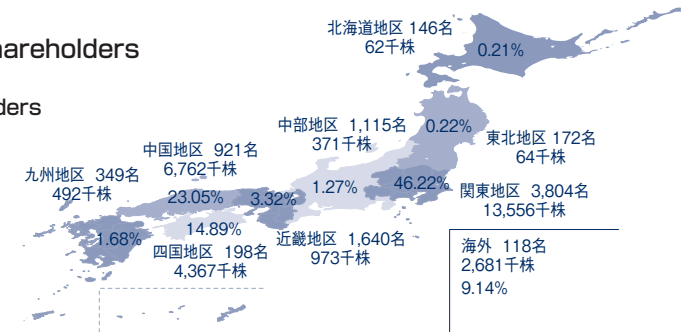 areholders
ders
北海道地区 146名
62千株
0.21%
東北地区 172名
64千株
0.22%
中部地区 1,115名
371千株
1.27%
関東地区 3,804名
13,556千株
46.22%
中国地区 921名
6,762千株
23.05%
九州地区 349名
492千株
1.68%
3.32%
近畿地区 1,640名
973千株
14.89%
四国地区 198名
4,367千株
海外 118名
2,681千株
9.14%